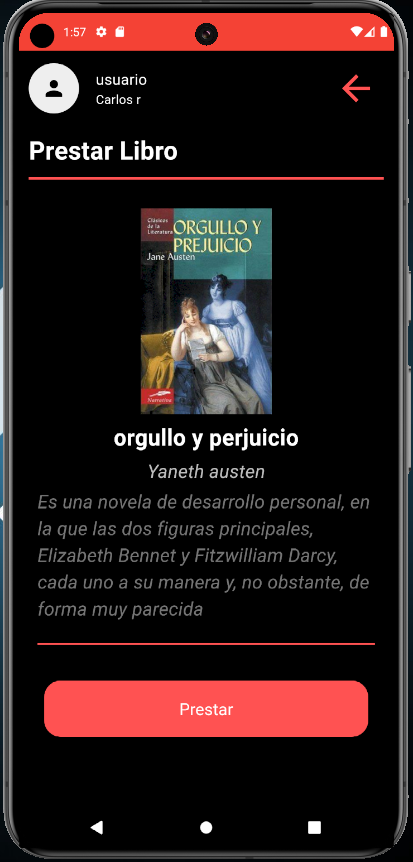 1:57
usuario
Carlos r
Prestar Libro
Clásicos
de la
Literatura
ORGULLO Y
PREJUICIO
Jane Austen
Narrativa
orgullo y perjuicio
Yaneth austen
Es una novela de desarrollo personal, en
la que las dos figuras principales,
Elizabeth Bennet y Fitzwilliam Darcy,
cada uno a su manera y, no obstante, de
forma muy parecida
Prestar